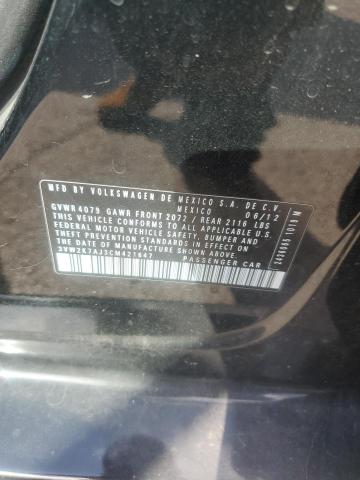 MFD BY VOLKSWAGEN DE MEXICO S.A. DE C.V.
MEXICO 06/12
GVWR 4079 GAWR FRONT 2072 / REAR 2116 LBS
THIS VEHICLE CONFORMS TO ALL APPLICABLE U.S.
FEDERAL MOTOR VEHICLE SAFETY, BUMPER AND
THEFT PREVENTION STANDARDS IN EFFECT ON
THE DATE OF MANUFACTURE SHOWN ABOVE.
3VW2K7AJ3CM421647
PASSENGER CAR